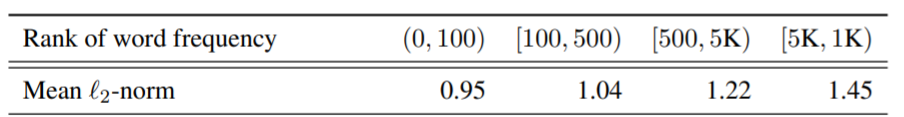 Rank of word frequency (0, 100) [100, 500) [500, 5K) [5K, 1K)
Mean ℓ2-norm 0.95 1.04 1.22 1.45